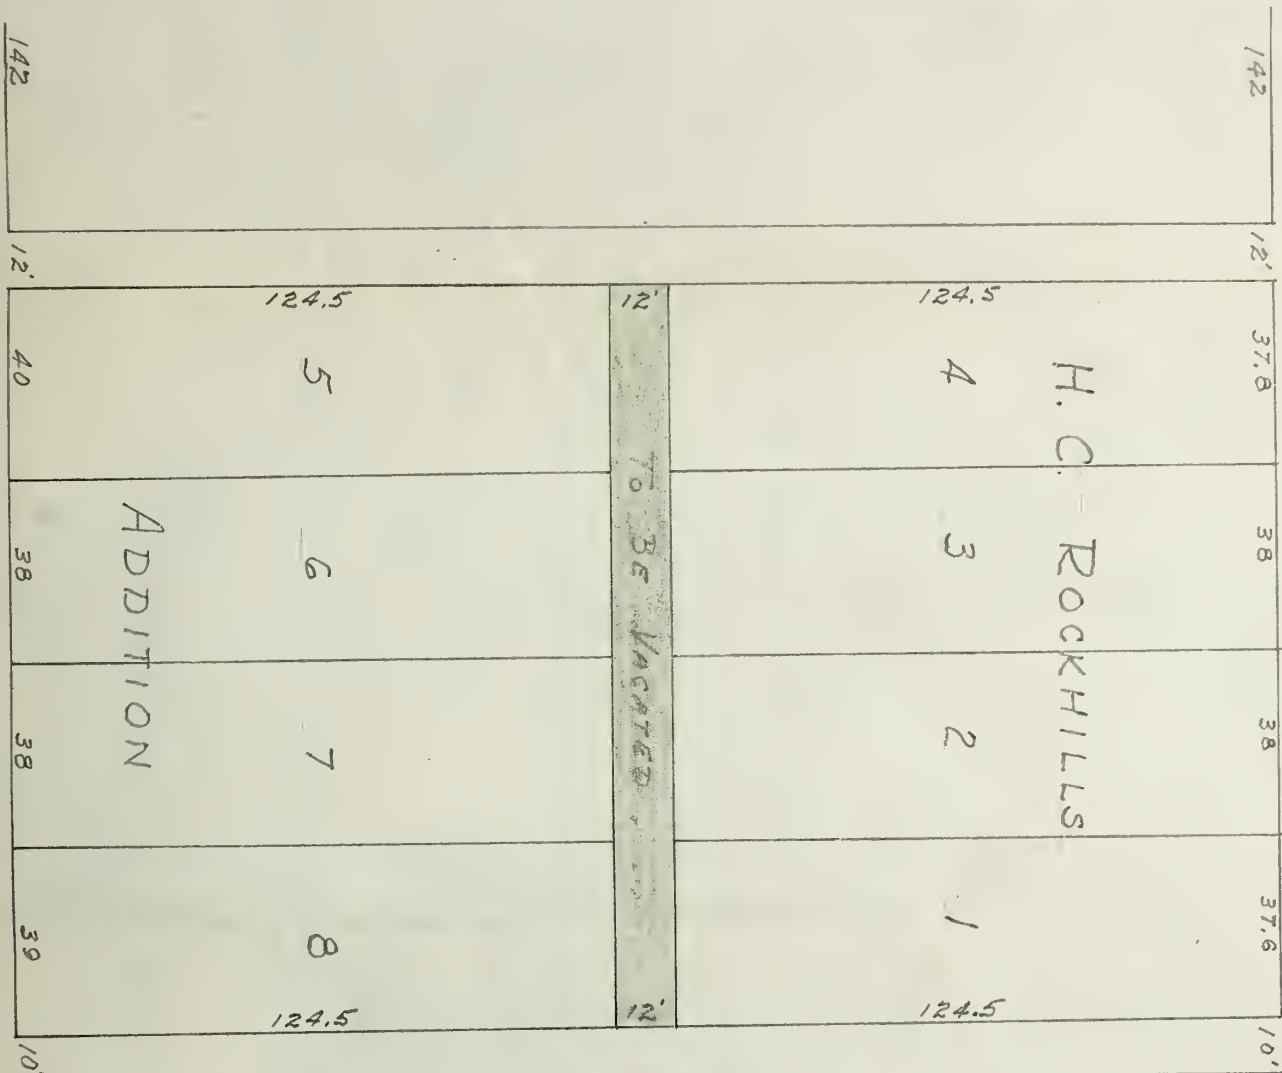 142 12' 37.8 38 38 37.6 10'
H. C. ROCKHILLS
124.5 4 3 2 1 124.5
12' TO BE VACATED 12'
124.5 5 6 7 8 124.5
ADDITION
142 12' 40 38 38 39 10'